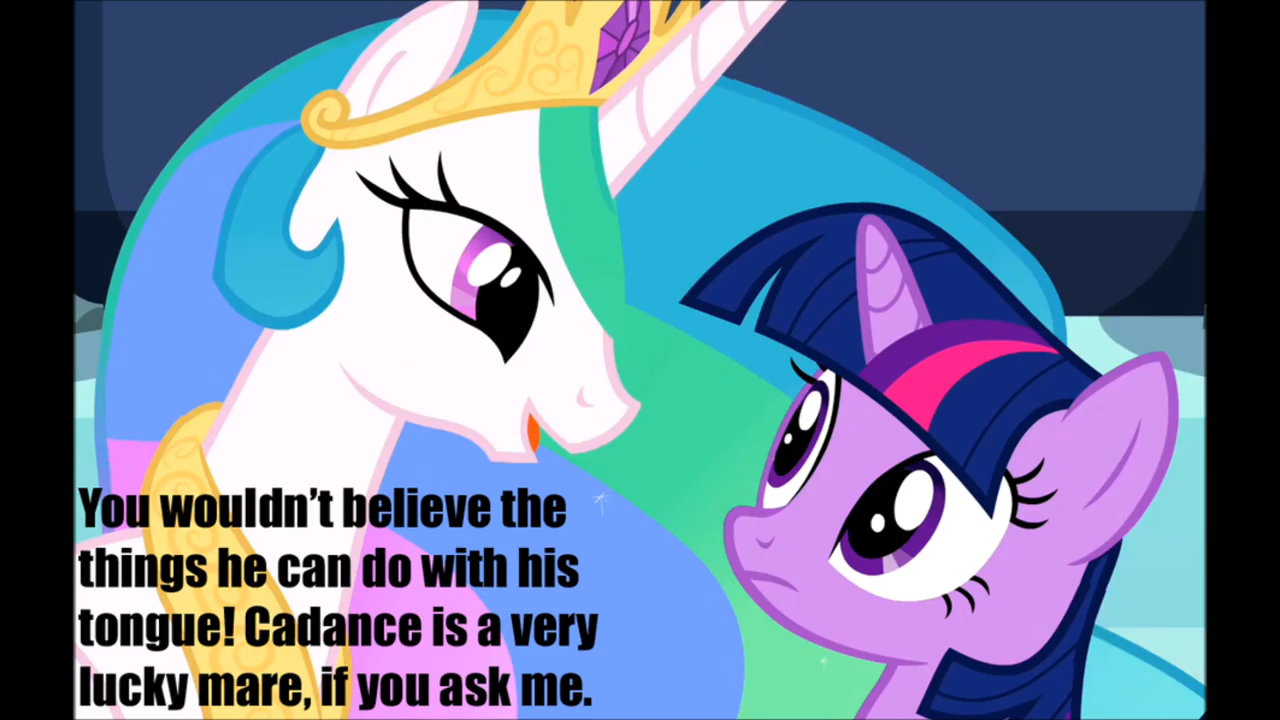 You wouldn’t believe the
things he can do with his
tongue! Cadance is a very
lucky mare, if you ask me.